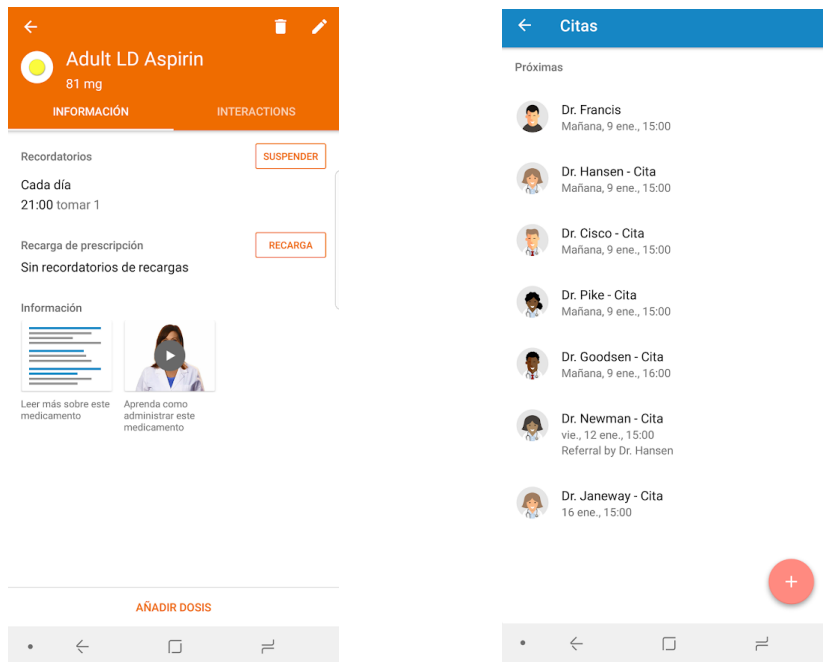 Adult LD Aspirin
81 mg
INFORMACIÓN
INTERACTIONS
Recordatorios
SUSPENDER
Cada día
21:00 tomar 1
Recarga de prescripción
RECARGA
Sin recordatorios de recargas
Información
Leer más sobre este
medicamento
Aprenda como
administrar este
medicamento
AÑADIR DOSIS
Citas
Próximas
Dr. Francis
Mañana, 9 ene., 15:00
Dr. Hansen - Cita
Mañana, 9 ene., 15:00
Dr. Cisco - Cita
Mañana, 9 ene., 15:00
Dr. Pike - Cita
Mañana, 9 ene., 15:00
Dr. Goodsen - Cita
Mañana, 9 ene., 16:00
Dr. Newman - Cita
vie., 12 ene., 15:00
Referral by Dr. Hansen
Dr. Janeway - Cita
16 ene., 15:00